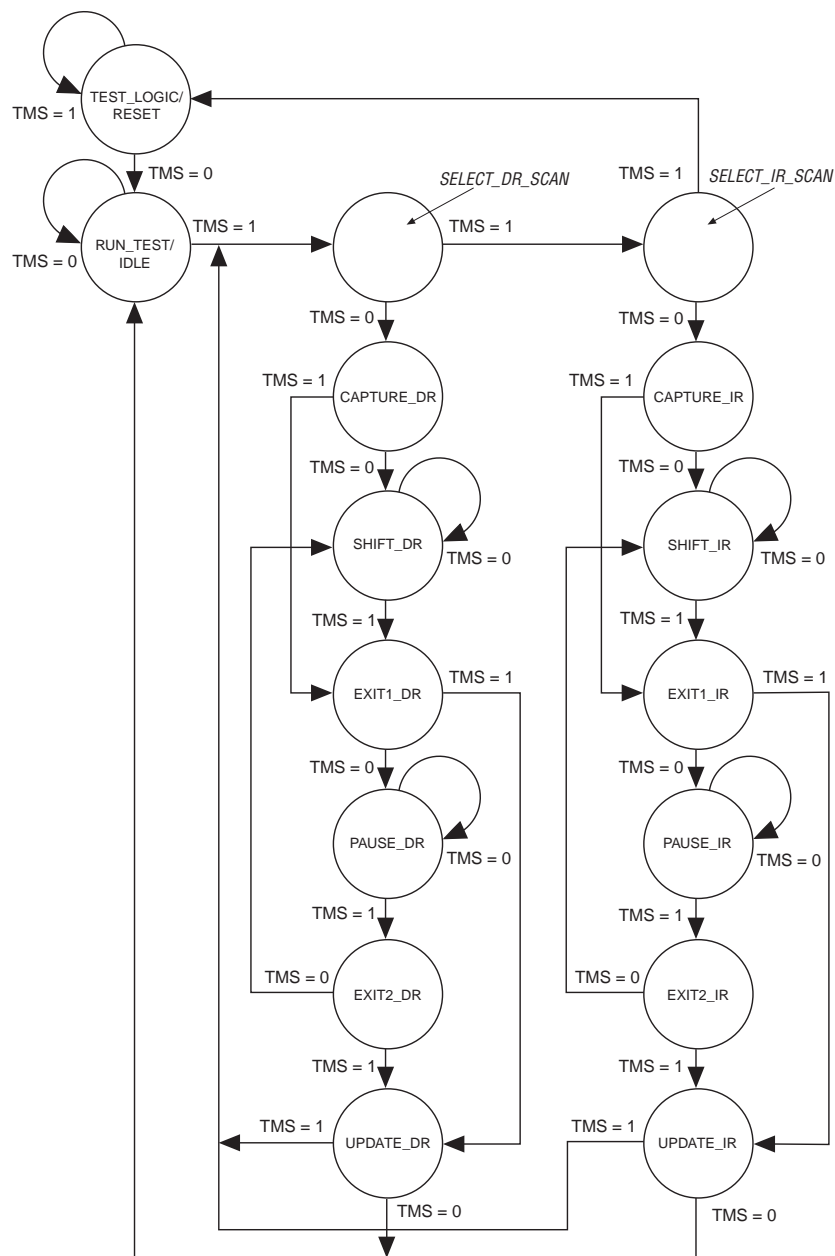 TEST_LOGIC/
RESET
TMS = 1
TMS = 0
SELECT_DR_SCAN
TMS = 1
SELECT_IR_SCAN
RUN_TEST/
IDLE
TMS = 0
TMS = 1
TMS = 1
TMS = 0
TMS = 0
TMS = 1
CAPTURE_DR
TMS = 1
CAPTURE_IR
TMS = 0
TMS = 0
SHIFT_DR
TMS = 0
SHIFT_IR
TMS = 0
TMS = 1
TMS = 1
EXIT1_DR
TMS = 1
EXIT1_IR
TMS = 1
TMS = 0
TMS = 0
PAUSE_DR
TMS = 0
PAUSE_IR
TMS = 0
TMS = 1
TMS = 1
TMS = 0
EXIT2_DR
TMS = 0
EXIT2_IR
TMS = 1
TMS = 1
TMS = 1
UPDATE_DR
TMS = 1
UPDATE_IR
TMS = 0
TMS = 0